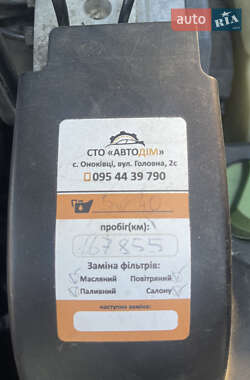 AUTO RIA
СТО «АВТОДІМ»
с. Оноківці, вул. Головна, 2с
095 44 39 790
5w40
пробіг(км):
167855
Заміна фільтрів:
Масляний Повітряний
Паливний Салону
наступна заміна: